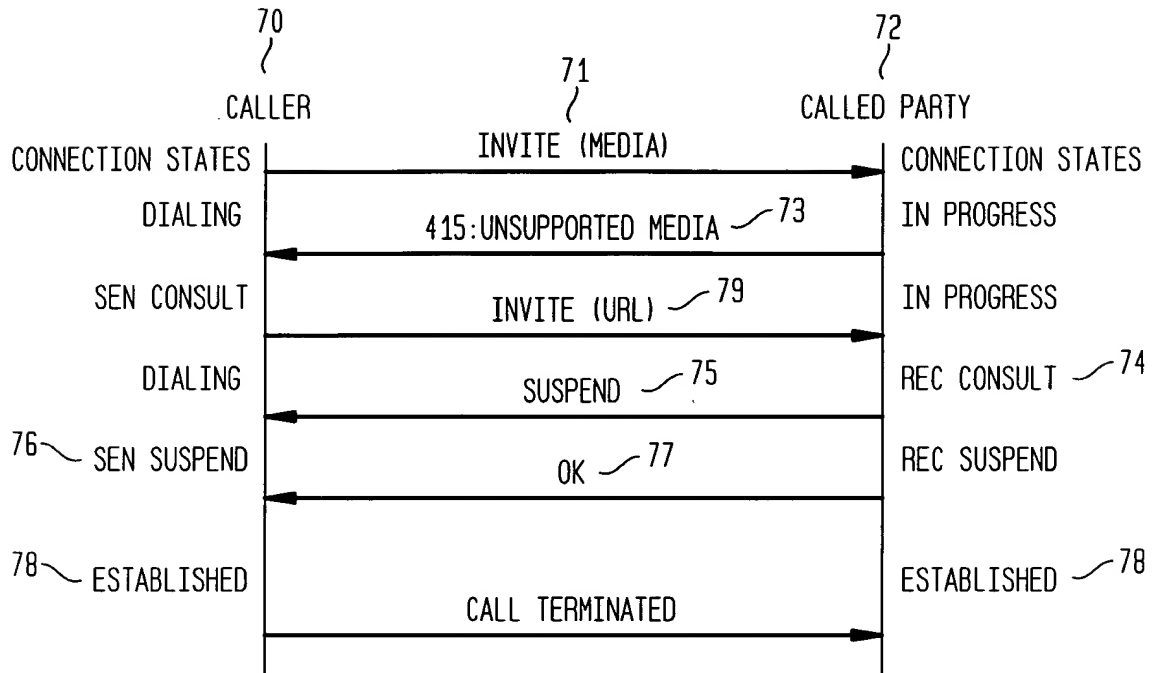 70
71
72
CALLER
CALLED PARTY
CONNECTION STATES
INVITE (MEDIA)
CONNECTION STATES
DIALING
415:UNSUPPORTED MEDIA
73
IN PROGRESS
SEN CONSULT
INVITE (URL)
79
IN PROGRESS
DIALING
SUSPEND
75
REC CONSULT
74
76
SEN SUSPEND
OK
77
REC SUSPEND
78
ESTABLISHED
ESTABLISHED
78
CALL TERMINATED